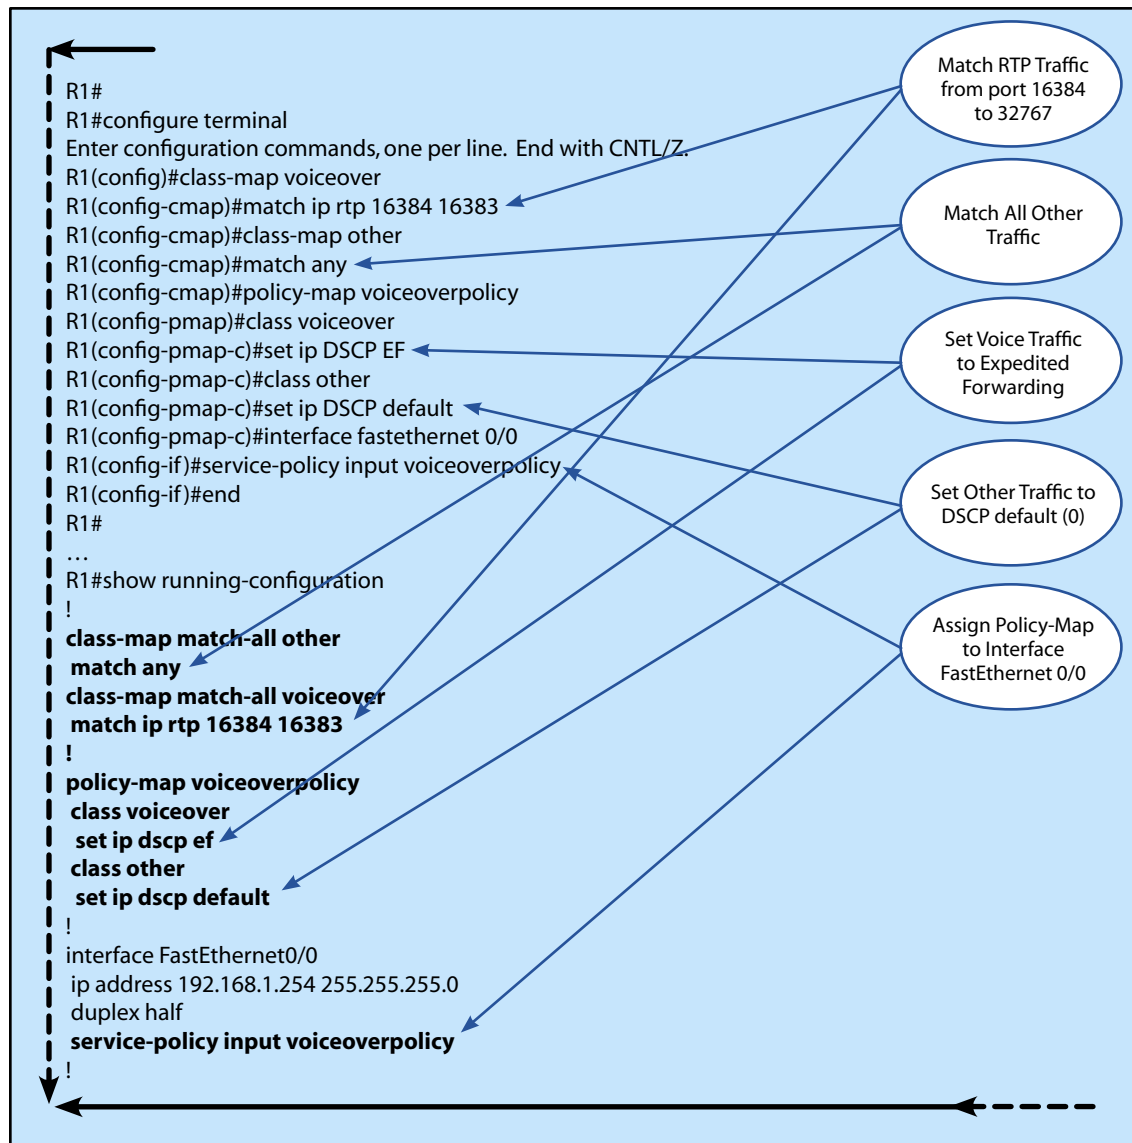 R1#
R1#configure terminal
Enter configuration commands, one per line. End with CNTL/Z.
R1(config)#class-map voiceover
R1(config-cmap)#match ip rtp 16384 16383
R1(config-cmap)#class-map other
R1(config-cmap)#match any
R1(config-cmap)#policy-map voiceoverpolicy
R1(config-pmap)#class voiceover
R1(config-pmap-c)#set ip DSCP EF
R1(config-pmap-c)#class other
R1(config-pmap-c)#set ip DSCP default
R1(config-pmap-c)#interface fastethernet 0/0
R1(config-if)#service-policy input voiceoverpolicy
R1(config-if)#end
R1#
…
R1#show running-configuration
!
class-map match-all other
match any
class-map match-all voiceover
match ip rtp 16384 16383
!
policy-map voiceoverpolicy
class voiceover
set ip dscp ef
class other
set ip dscp default
!
interface FastEthernet0/0
ip address 192.168.1.254 255.255.255.0
duplex half
service-policy input voiceoverpolicy
!
Match RTP Traffic
from port 16384
to 32767
Match All Other
Traffic
Set Voice Traffic
to Expedited
Forwarding
Set Other Traffic to
DSCP default (0)
Assign Policy-Map
to Interface
FastEthernet 0/0